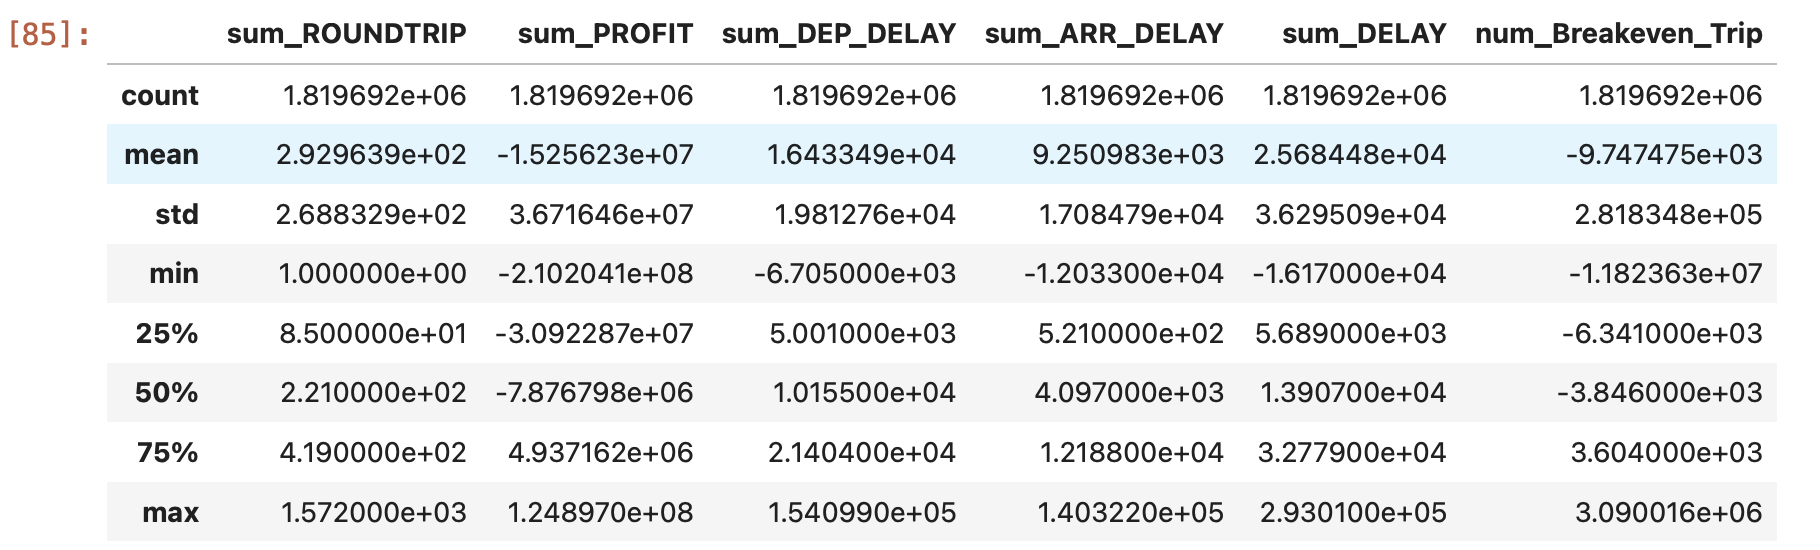 [85]: sum_ROUNDTRIP sum_PROFIT sum_DEP_DELAY sum_ARR_DELAY sum_DELAY num_Breakeven_Trip
count 1.819692e+06 1.819692e+06 1.819692e+06 1.819692e+06 1.819692e+06 1.819692e+06
mean 2.929639e+02 -1.525623e+07 1.643349e+04 9.250983e+03 2.568448e+04 -9.747475e+03
std 2.688329e+02 3.671646e+07 1.981276e+04 1.708479e+04 3.629509e+04 2.818348e+05
min 1.000000e+00 -2.102041e+08 -6.705000e+03 -1.203300e+04 -1.617000e+04 -1.182363e+07
25% 8.500000e+01 -3.092287e+07 5.001000e+03 5.210000e+02 5.689000e+03 -6.341000e+03
50% 2.210000e+02 -7.876798e+06 1.015500e+04 4.097000e+03 1.390700e+04 -3.846000e+03
75% 4.190000e+02 4.937162e+06 2.140400e+04 1.218800e+04 3.277900e+04 3.604000e+03
max 1.572000e+03 1.248970e+08 1.540990e+05 1.403220e+05 2.930100e+05 3.090016e+06